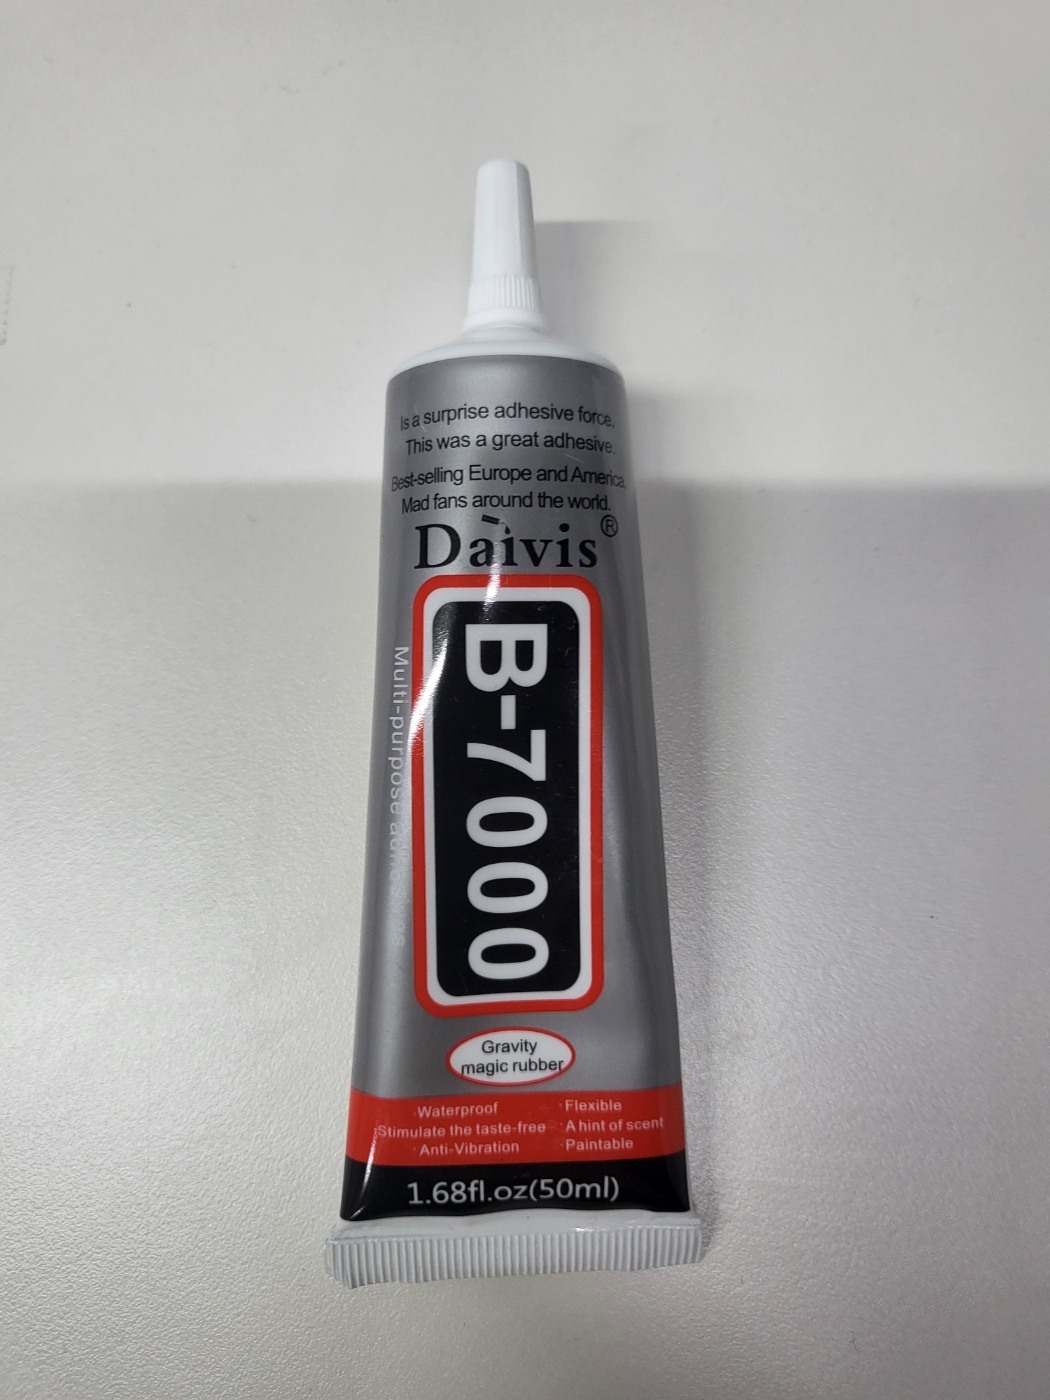 Is a surprise adhesive force.
This was a great adhesive.
Best-selling Europe and America.
Mad fans around the world.
Daivis®
B-7000
Multi-purpose
Gravity
magic rubber
·Waterproof ·Flexible
·Stimulate the taste-free ·A hint of scent
·Anti-Vibration ·Paintable
1.68fl.oz(50ml)